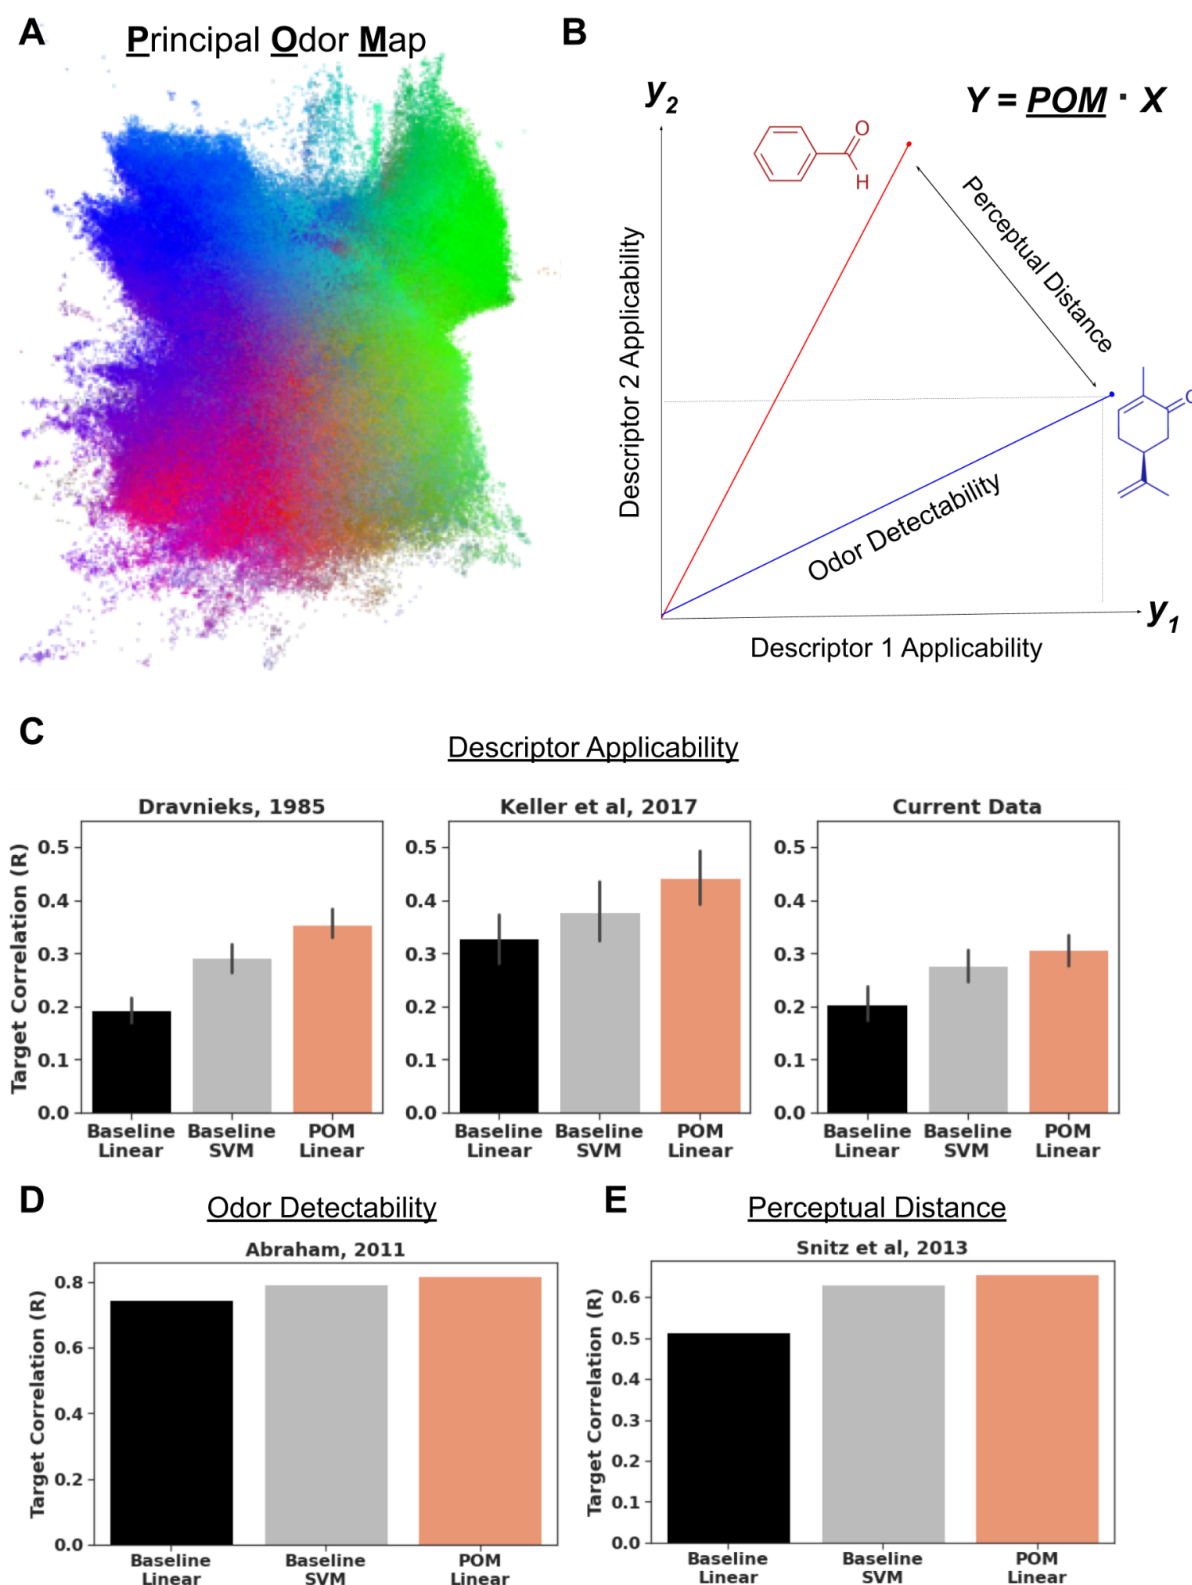 A
Principal Odor Map
B
y2
Y = POM · X
O
H
Perceptual Distance
Descriptor 2 Applicability
O
Odor Detectability
y1
Descriptor 1 Applicability
C
Descriptor Applicability
Dravnieks, 1985
Target Correlation (R)
0.5
0.4
0.3
0.2
0.1
0.0
Baseline
Linear
Baseline
SVM
POM
Linear
Keller et al, 2017
0.5
0.4
0.3
0.2
0.1
0.0
Baseline
Linear
Baseline
SVM
POM
Linear
Current Data
0.5
0.4
0.3
0.2
0.1
0.0
Baseline
Linear
Baseline
SVM
POM
Linear
D
Odor Detectability
Abraham, 2011
Target Correlation (R)
0.8
0.6
0.4
0.2
0.0
Baseline
Linear
Baseline
SVM
POM
Linear
E
Perceptual Distance
Snitz et al, 2013
Target Correlation (R)
0.6
0.5
0.4
0.3
0.2
0.1
0.0
Baseline
Linear
Baseline
SVM
POM
Linear